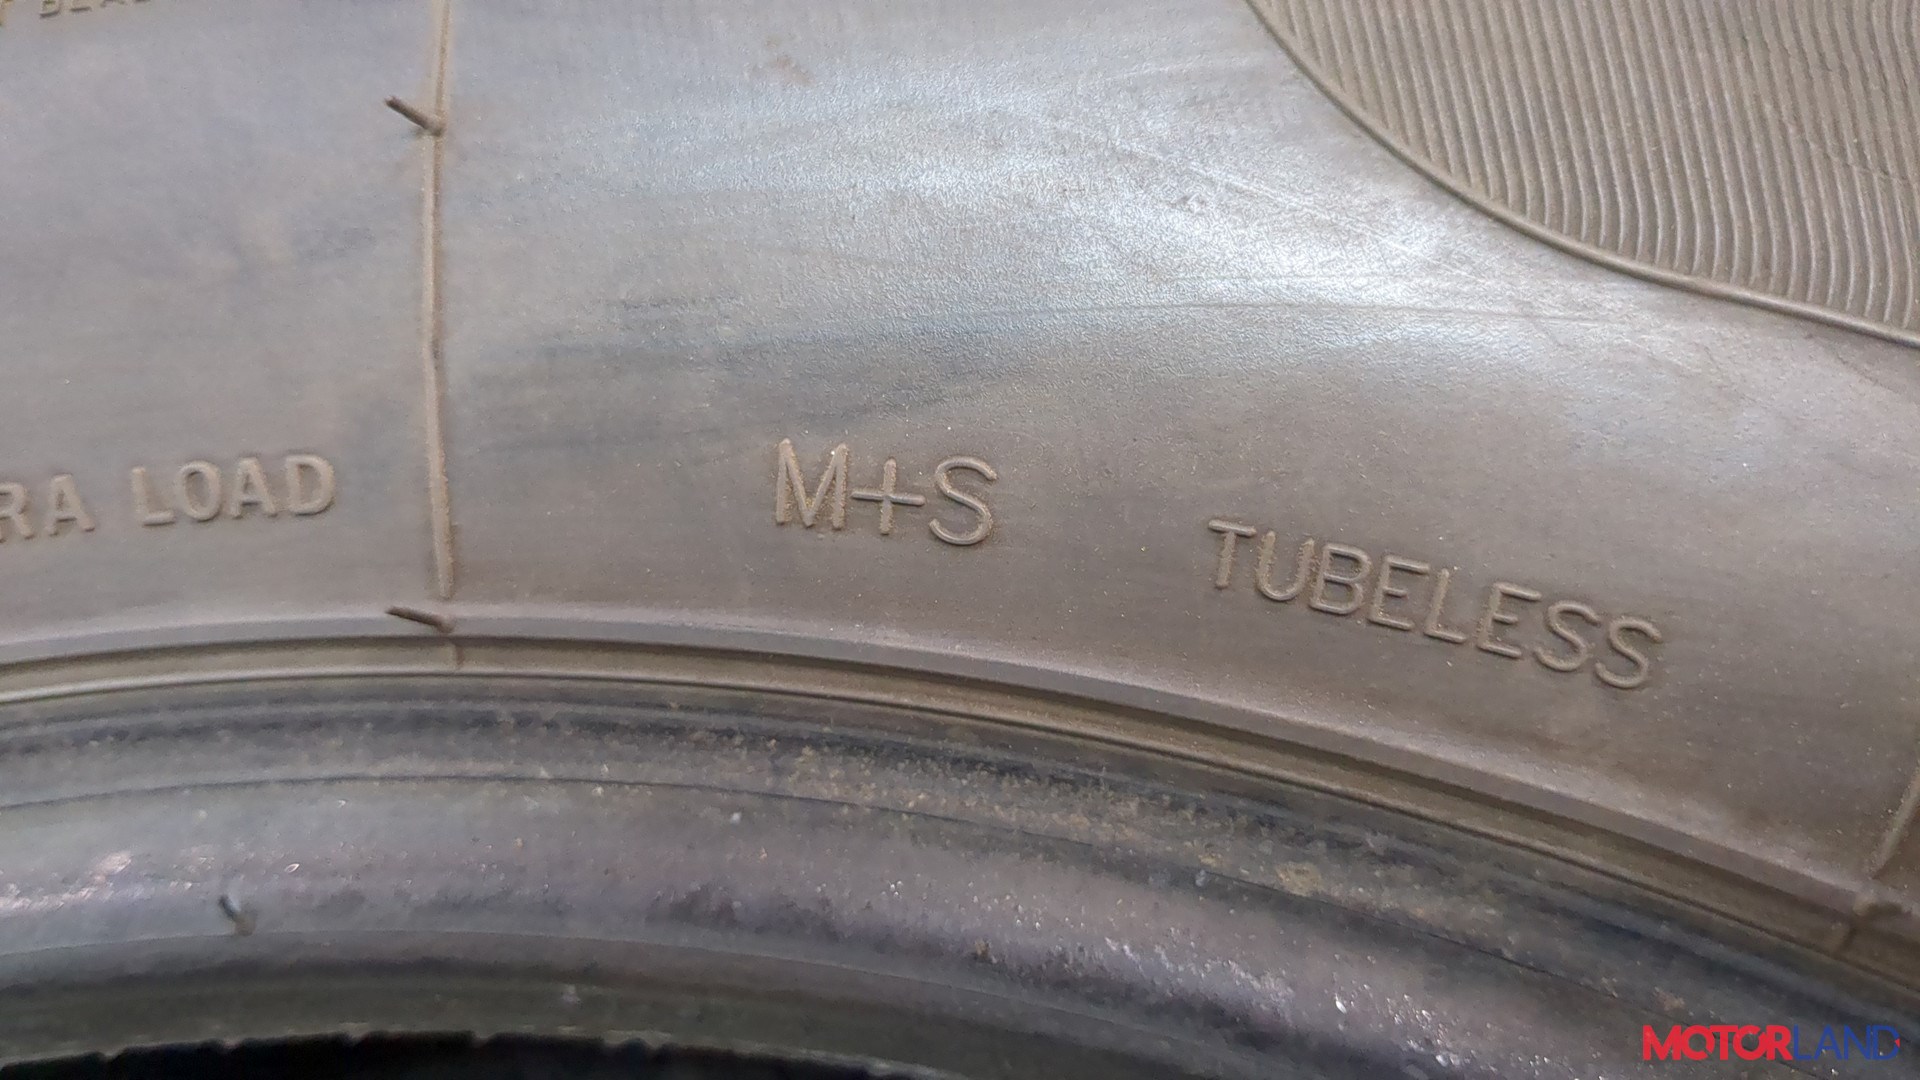 RA LOAD
M+S
TUBELESS
MOTORLAND